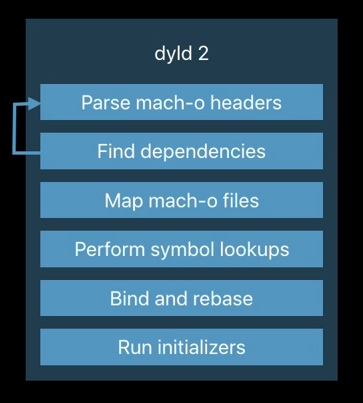 dyld 2
Parse mach-o headers
Find dependencies
Map mach-o files
Perform symbol lookups
Bind and rebase
Run initializers